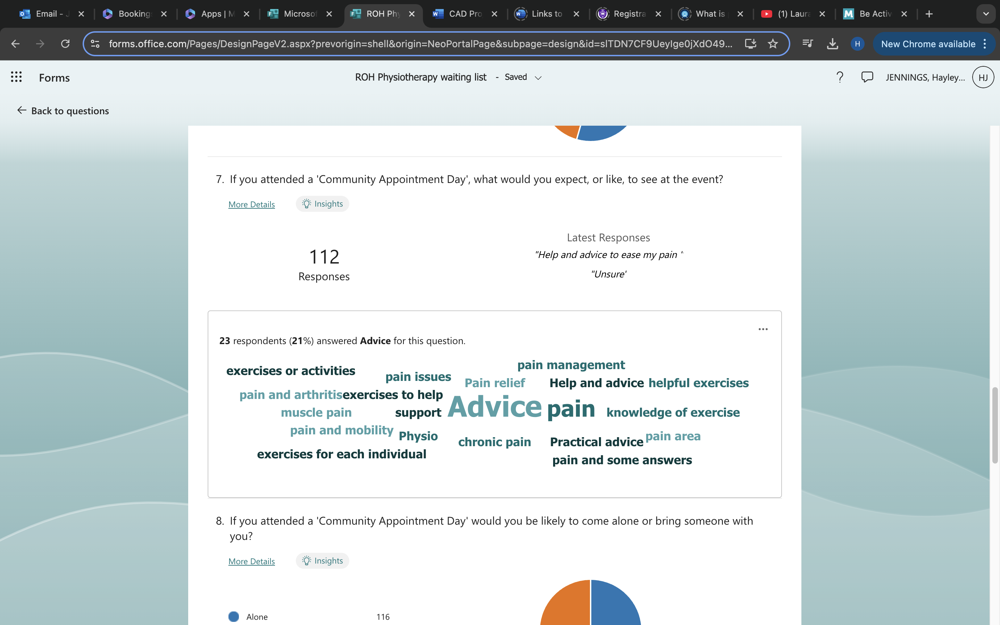 Email - J
Booking
Apps | M
Microsof
ROH Phy
CAD Pro
Links to
Registra
What is
(1) Laura
Be Activ
forms.office.com/Pages/DesignPageV2.aspx?prevorigin=shell&origin=NeoPortalPage&subpage=design&id=slTDN7CF9UeyIge0jXdO49...
H
New Chrome available
Forms
ROH Physiotherapy waiting list - Saved
?
JENNINGS, Hayley...
HJ
Back to questions
7. If you attended a 'Community Appointment Day', what would you expect, or like, to see at the event?
More Details
Insights
112
Responses
Latest Responses
"Help and advice to ease my pain "
"Unsure'
23 respondents (21%) answered Advice for this question.
pain management
exercises or activities
pain issues
Pain relief
Help and advice
helpful exercises
pain and arthritis
exercises to help
muscle pain
support
Advice
pain
knowledge of exercise
pain and mobility
Physio
chronic pain
Practical advice
pain area
exercises for each individual
pain and some answers
8. If you attended a 'Community Appointment Day' would you be likely to come alone or bring someone with
you?
More Details
Insights
Alone
116